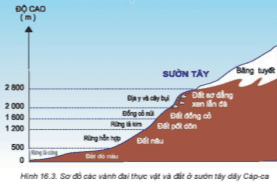 ĐỘ CAO
( m )
SƯỜN TÂY
Băng tuyết
2 800
Địa y và cây bụi
Đất sơ đẳng
xen lẫn đá
2 000
Đồng cỏ núi
Đất đồng cỏ
1 600
Rừng lá kim
Đất pốt dôn
1 200
Rừng hỗn hợp
Đất nâu
500
Rừng lá cứng
Đất đỏ nâu
0
Hình 16.3. Sơ đồ các vành đai thực vật và đất ở sườn tây dãy Cáp-ca